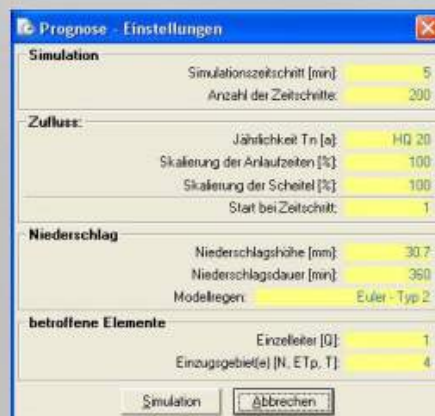 Prognose - Einstellungen
Simulation
Simulationszeitschritt [min]: 5
Anzahl der Zeitschritte: 200
Zufluss:
Jährlichkeit Tn [a]: HQ 20
Skalierung der Anlaufzeiten [%]: 100
Skalierung der Scheitel [%]: 100
Start bei Zeitschritt: 1
Niederschlag
Niederschlagshöhe [mm]: 30.7
Niederschlagsdauer [min]: 360
Modellregen: Euler - Typ 2
betroffene Elemente
Einzelleiter [Q]: 1
Einzugsgebiet(e) [N, ETp, T]: 4
Simulation Abbrechen